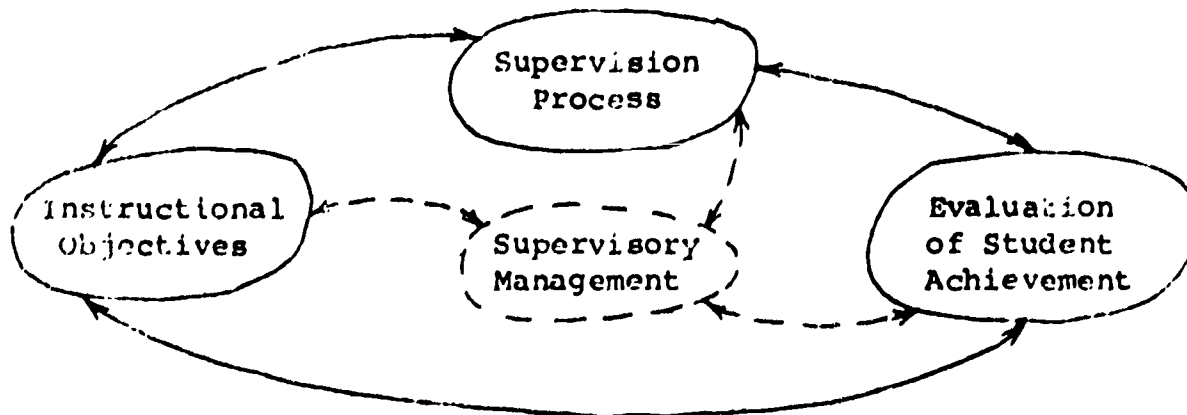 Supervision
Process
Instructional
Objectives
Supervisory
Management
Evaluation
of Student
Achievement